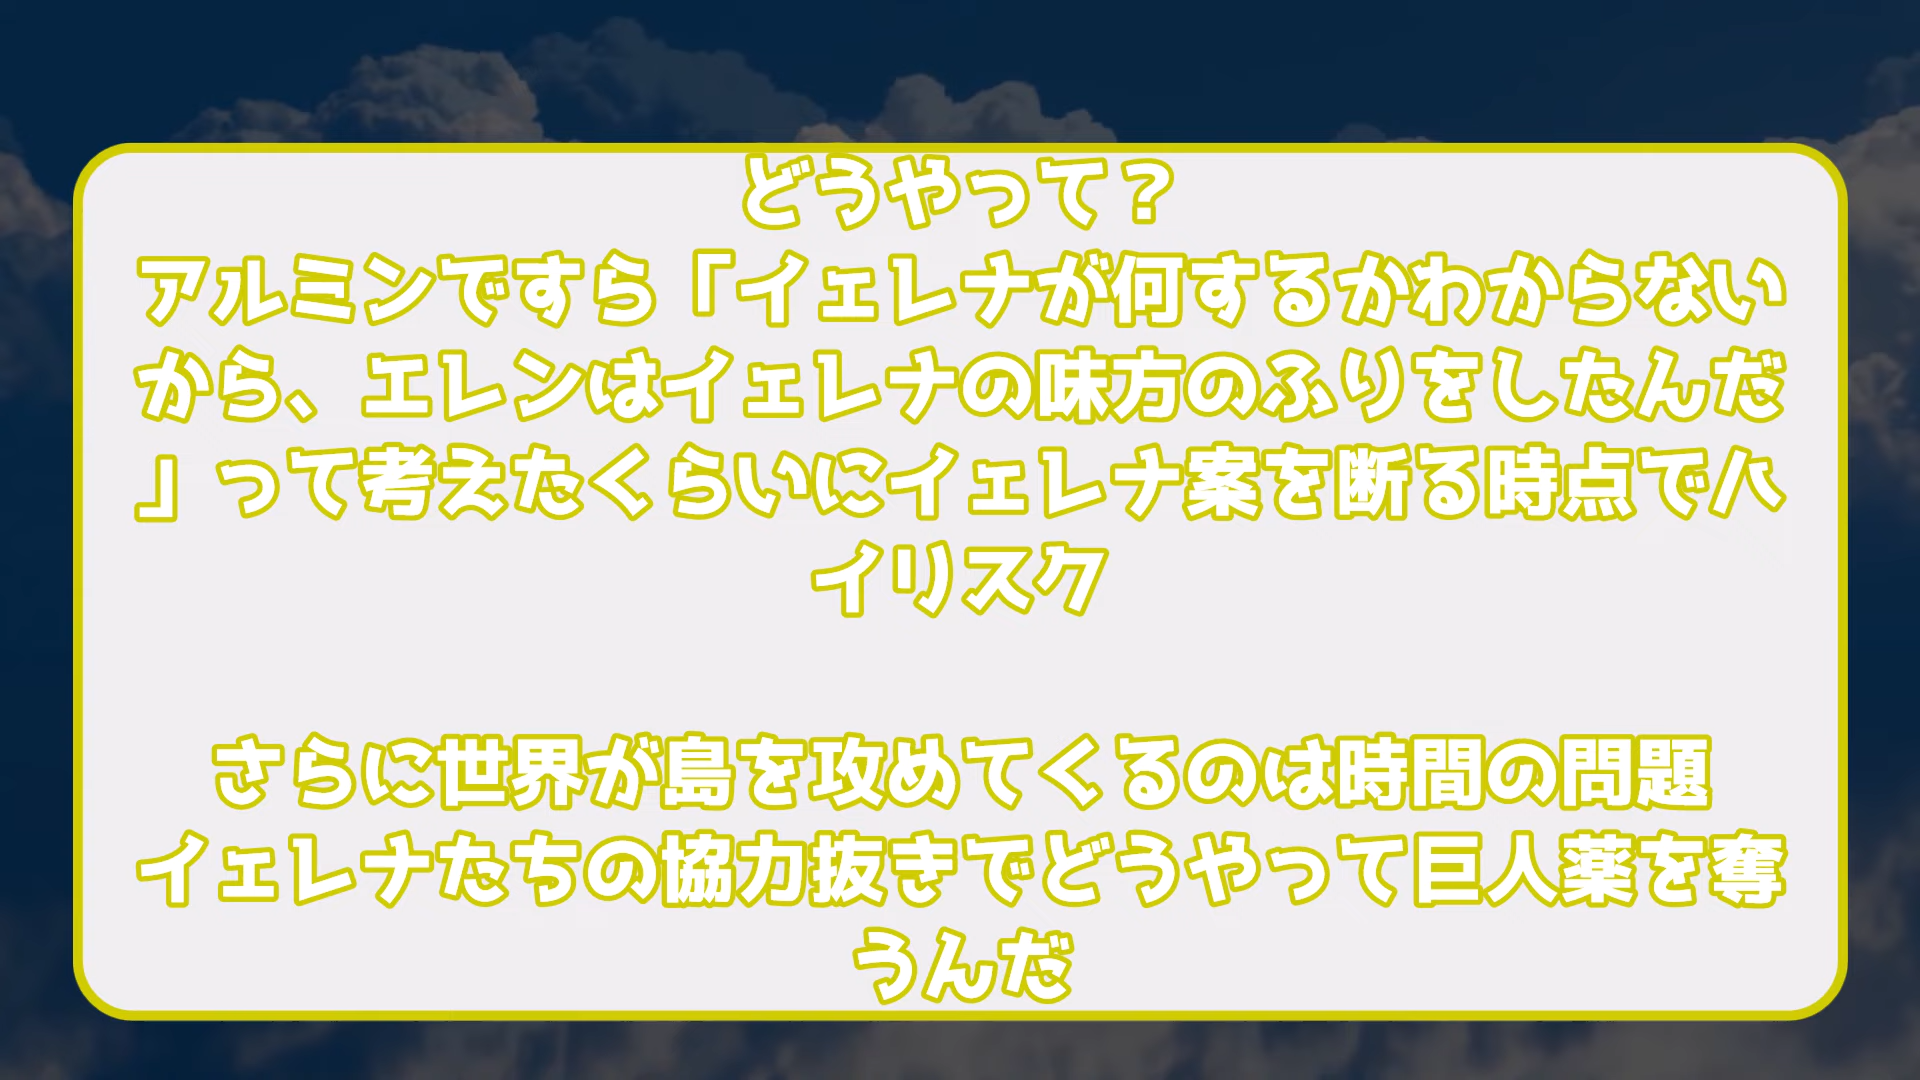 どうやって？
アルミンですら「イェレナが何するかわからない
から、エレンはイェレナの味方のふりをしたんだ
」って考えたくらいにイェレナ案を断る時点でハ
イリスク
さらに世界が島を攻めてくるのは時間の問題
イェレナたちの協力抜きでどうやって巨人薬を奪
うんだ